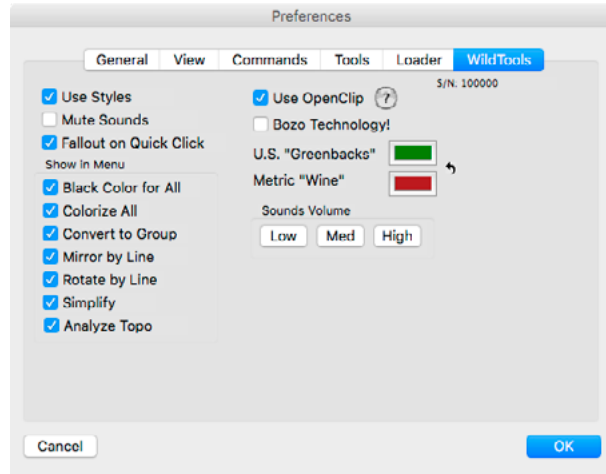 Preferences
General View Commands Tools Loader WildTools
S/N: 100000
Use Styles
Mute Sounds
Fallout on Quick Click
Show in Menu
Black Color for All
Colorize All
Convert to Group
Mirror by Line
Rotate by Line
Simplify
Analyze Topo
Use OpenClip ?
Bozo Technology!
U.S. "Greenbacks"
Metric "Wine"
Sounds Volume
Low Med High
Cancel OK